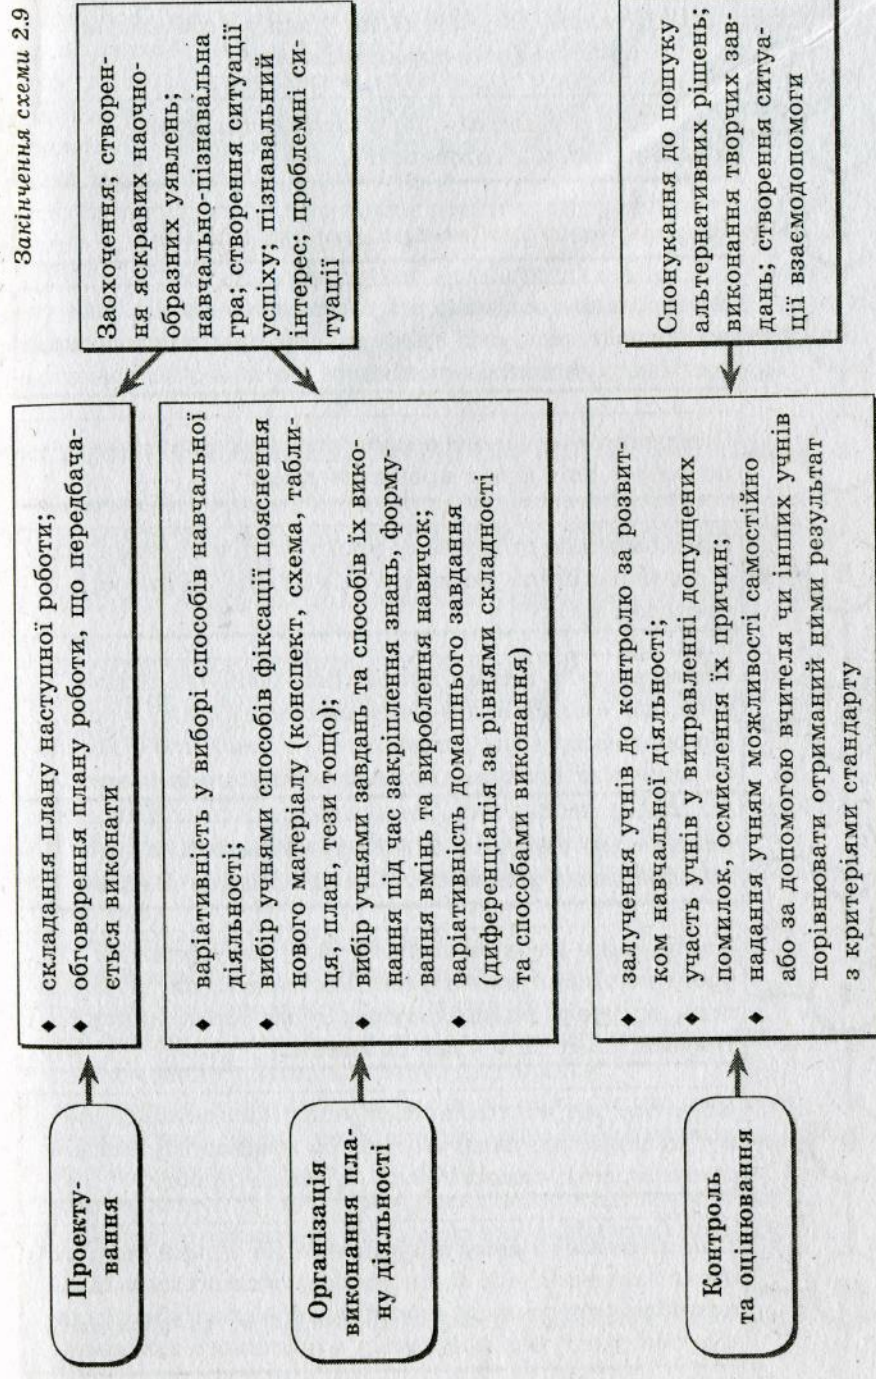 Закінчення схеми 2.9
Проекту-
вання
♦ складання плану наступної роботи;
♦ обговорення плану роботи, що передбача-
ється виконати
Заохочення; створен-
ня яскравих наочно-
образних уявлень;
навчально-пізнавальна
гра; створення ситуації
успіху; пізнавальний
інтерес; проблемні си-
туації
Організація
виконання пла-
ну діяльності
♦ варіативність у виборі способів навчальної
діяльності;
♦ вибір учнями способів фіксації пояснення
нового матеріалу (конспект, схема, табли-
ця, план, тези тощо);
♦ вибір учнями завдань та способів їх вико-
нання під час закріплення знань, форму-
вання вмінь та вироблення навичок;
♦ варіативність домашнього завдання
(диференціація за рівнями складності
та способами виконання)
Контроль
та оцінювання
♦ залучення учнів до контролю за розвит-
ком навчальної діяльності;
♦ участь учнів у виправленні допущених
помилок, осмислення їх причин;
♦ надання учням можливості самостійно
або за допомогою вчителя чи інших учнів
порівнювати отриманий ними результат
з критеріями стандарту
Спонукання до пошуку
альтернативних рішень;
виконання творчих зав-
дань; створення ситуа-
ції взаємодопомоги